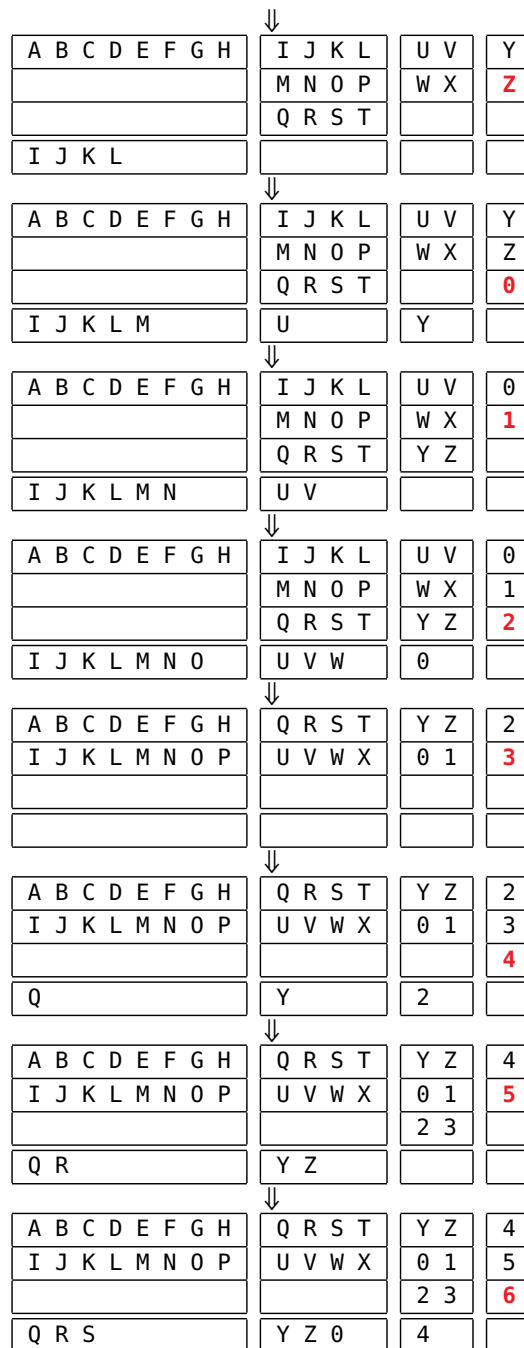 ⇓
A B C D E F G H I J K L U V Y
M N O P W X Z
Q R S T
I J K L
⇓
A B C D E F G H I J K L U V Y
M N O P W X Z
Q R S T 0
I J K L M U Y
⇓
A B C D E F G H I J K L U V 0
M N O P W X 1
Q R S T Y Z
I J K L M N U V
⇓
A B C D E F G H I J K L U V 0
M N O P W X 1
Q R S T Y Z 2
I J K L M N O U V W 0
⇓
A B C D E F G H Q R S T Y Z 2
I J K L M N O P U V W X 0 1 3
⇓
A B C D E F G H Q R S T Y Z 2
I J K L M N O P U V W X 0 1 3
4
Q Y 2
⇓
A B C D E F G H Q R S T Y Z 4
I J K L M N O P U V W X 0 1 5
2 3
Q R Y Z
⇓
A B C D E F G H Q R S T Y Z 4
I J K L M N O P U V W X 0 1 5
2 3 6
Q R S Y Z 0 4